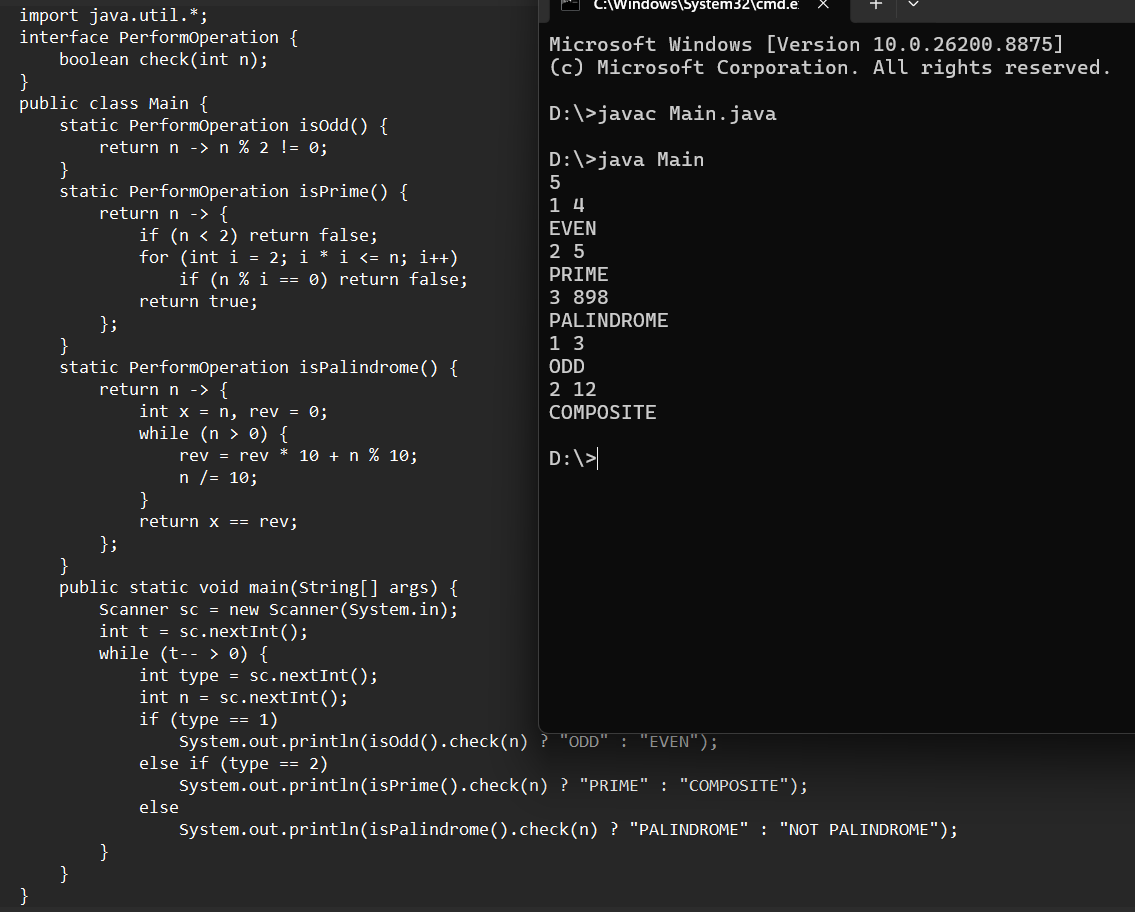 import java.util.*;
interface PerformOperation {
    boolean check(int n);
}
public class Main {
    static PerformOperation isOdd() {
        return n -> n % 2 != 0;
    }
    static PerformOperation isPrime() {
        return n -> {
            if (n < 2) return false;
            for (int i = 2; i * i <= n; i++)
                if (n % i == 0) return false;
            return true;
        };
    }
    static PerformOperation isPalindrome() {
        return n -> {
            int x = n, rev = 0;
            while (n > 0) {
                rev = rev * 10 + n % 10;
                n /= 10;
            }
            return x == rev;
        };
    }
    public static void main(String[] args) {
        Scanner sc = new Scanner(System.in);
        int t = sc.nextInt();
        while (t-- > 0) {
            int type = sc.nextInt();
            int n = sc.nextInt();
            if (type == 1)
                System.out.println(isOdd().check(n) ? "ODD" : "EVEN");
            else if (type == 2)
                System.out.println(isPrime().check(n) ? "PRIME" : "COMPOSITE");
            else
                System.out.println(isPalindrome().check(n) ? "PALINDROME" : "NOT PALINDROME");
        }
    }
}
C:\Windows\System32\cmd.e
Microsoft Windows [Version 10.0.26200.8875]
(c) Microsoft Corporation. All rights reserved.
D:\>javac Main.java
D:\>java Main
5
1 4
EVEN
2 5
PRIME
3 898
PALINDROME
1 3
ODD
2 12
COMPOSITE
D:\>